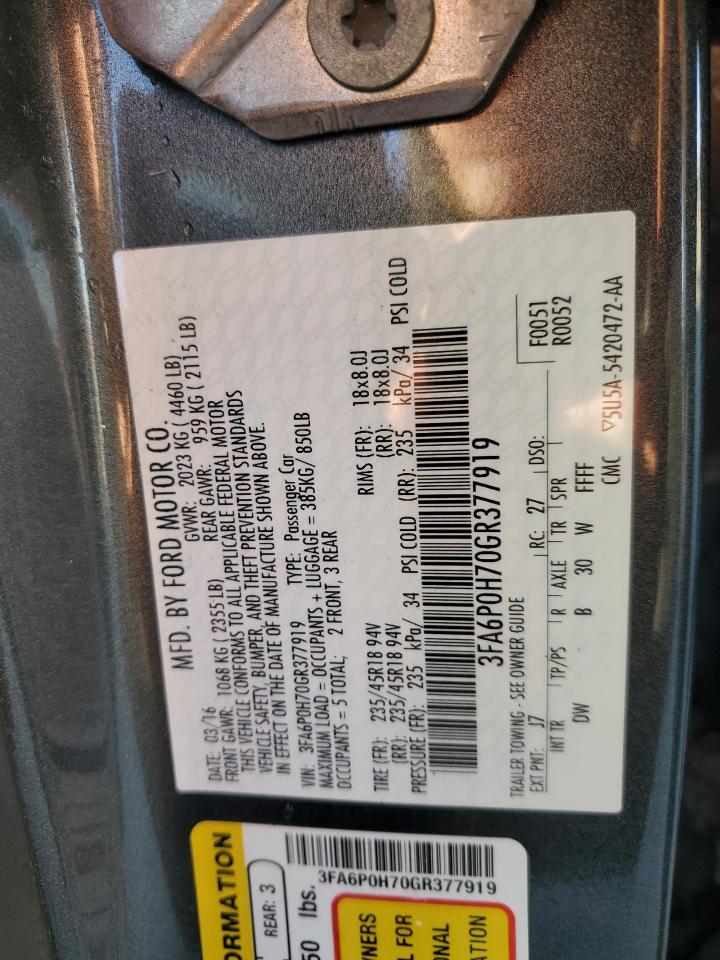 MFD. BY FORD MOTOR CO.
DATE: 03/16 GVWR: 2023 KG ( 4460 LB)
FRONT GAWR: 1068 KG ( 2355 LB) REAR GAWR: 959 KG ( 2115 LB)
THIS VEHICLE CONFORMS TO ALL APPLICABLE FEDERAL MOTOR
VEHICLE SAFETY, BUMPER, AND THEFT PREVENTION STANDARDS
IN EFFECT ON THE DATE OF MANUFACTURE SHOWN ABOVE.
VIN: 3FA6P0H70GR377919 TYPE: Passenger Car
MAXIMUM LOAD = OCCUPANTS + LUGGAGE = 385KG/ 850LB
OCCUPANTS = 5 TOTAL; 2 FRONT, 3 REAR
TIRE (FR): 235/45R18 94V RIMS (FR): 18x8.0J
(RR): 235/45R18 94V (RR): 18x8.0J
PRESSURE (FR): 235 kPa/ 34 PSI COLD (RR): 235 kPa/ 34 PSI COLD
3FA6P0H70GR377919
TRAILER TOWING - SEE OWNER GUIDE
EXT PNT: J7 RC: 27 DSO: F0051
R0052
INT TR TP/PS R AXLE TR SPR
DW B 30 W FFFF
CMC ▽5U5A-5420472-AA
ORMATION
REAR: 3
50 lbs.
3FA6P0H70GR377919
NERS
L FOR
ONAL
ATION